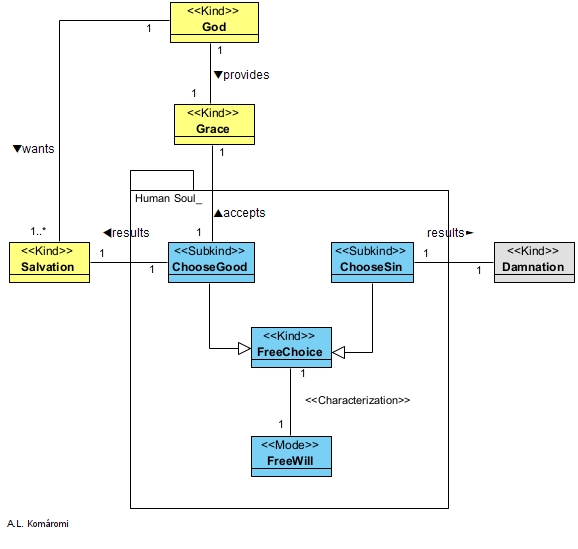 <<Kind>>
God
1
1
▼provides
1
<<Kind>>
Grace
1
▼wants
Human Soul_
▲accepts
1..*
1
◄results
results►
<<Kind>>
Salvation
1
1
<<Subkind>>
ChooseGood
<<Subkind>>
ChooseSin
1
1
<<Kind>>
Damnation
<<Kind>>
FreeChoice
1
<<Characterization>>
1
<<Mode>>
FreeWill
A.L. Komáromi